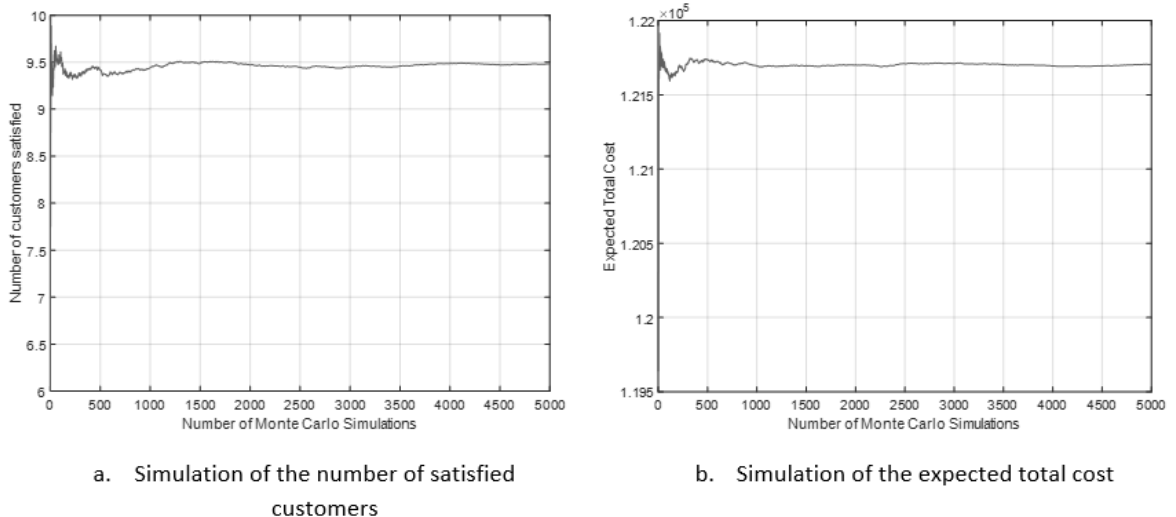 10
9.5
9
8.5
8
7.5
7
6.5
6
Number of customers satisfied
0 500 1000 1500 2000 2500 3000 3500 4000 4500 5000
Number of Monte Carlo Simulations
a. Simulation of the number of satisfied
customers
×10⁵
1.22
1.215
1.21
1.205
1.2
1.195
Expected Total Cost
0 500 1000 1500 2000 2500 3000 3500 4000 4500 5000
Number of Monte Carlo Simulations
b. Simulation of the expected total cost